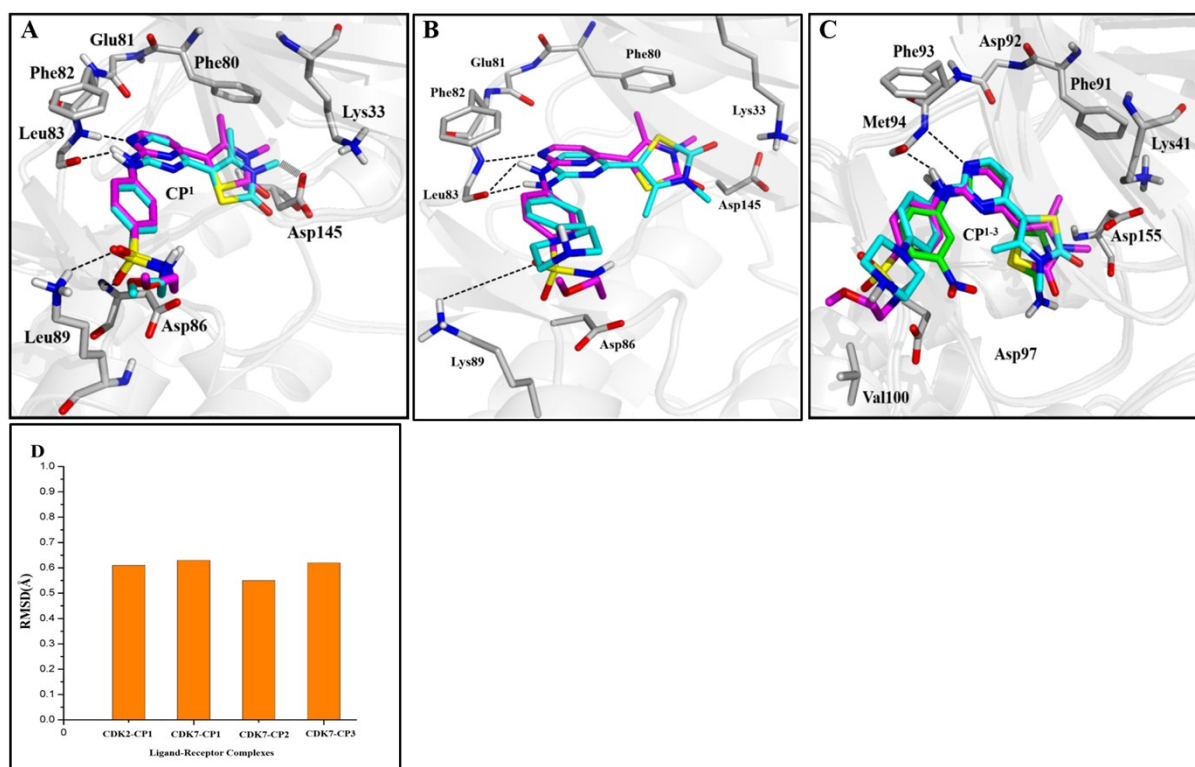 A
Glu81
Phe82
Phe80
Leu83
Lys33
CP¹
Asp145
Asp86
Leu89
B
Glu81
Phe80
Phe82
Lys33
Leu83
Asp145
Lys89
Asp86
C
Phe93
Asp92
Phe91
Met94
Lys41
CP¹⁻³
Asp155
Asp97
Val100
D
1.0
0.9
0.8
0.7
0.6
0.5
0.4
0.3
0.2
0.1
0.0
RMSD(Å)
0 CDK2-CP1 CDK7-CP1 CDK7-CP2 CDK7-CP3
Ligand-Receptor Complexes